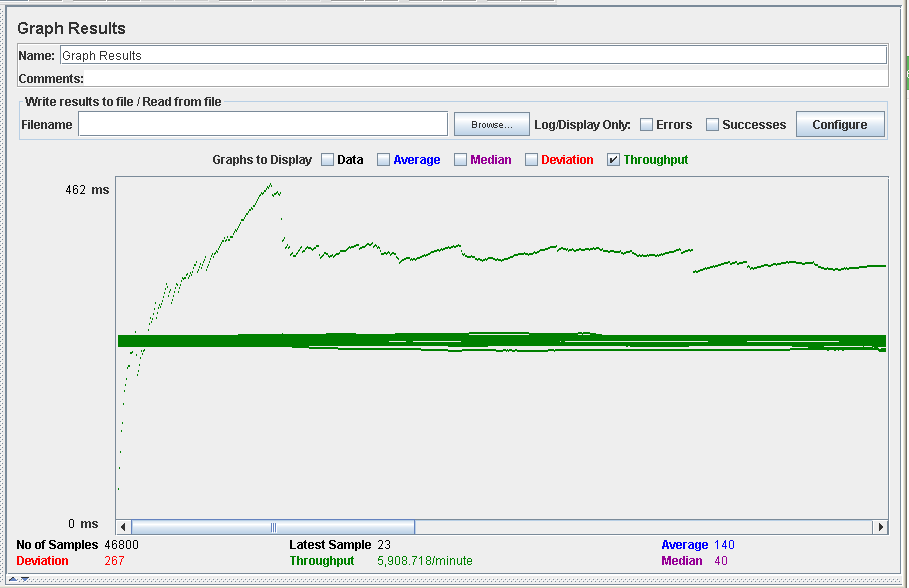 Graph Results
Name: Graph Results
Comments:
Write results to file / Read from file
Filename Browse... Log/Display Only: Errors Successes Configure
Graphs to Display Data Average Median Deviation Throughput
462 ms
0 ms
No of Samples 46800 Latest Sample 23 Average 140
Deviation 267 Throughput 5,908.718/minute Median 40